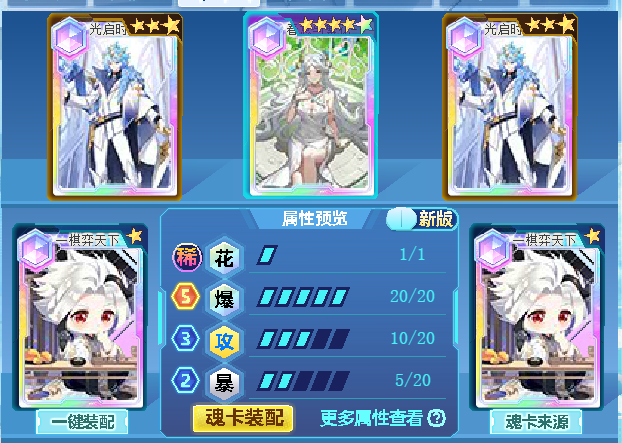 光启时
光启时
一棋弈天下
属性预览
新版
一棋弈天下
稀 花 1/1
5 爆 20/20
3 攻 10/20
2 暴 5/20
一键装配
魂卡装配
更多属性查看?
魂卡来源